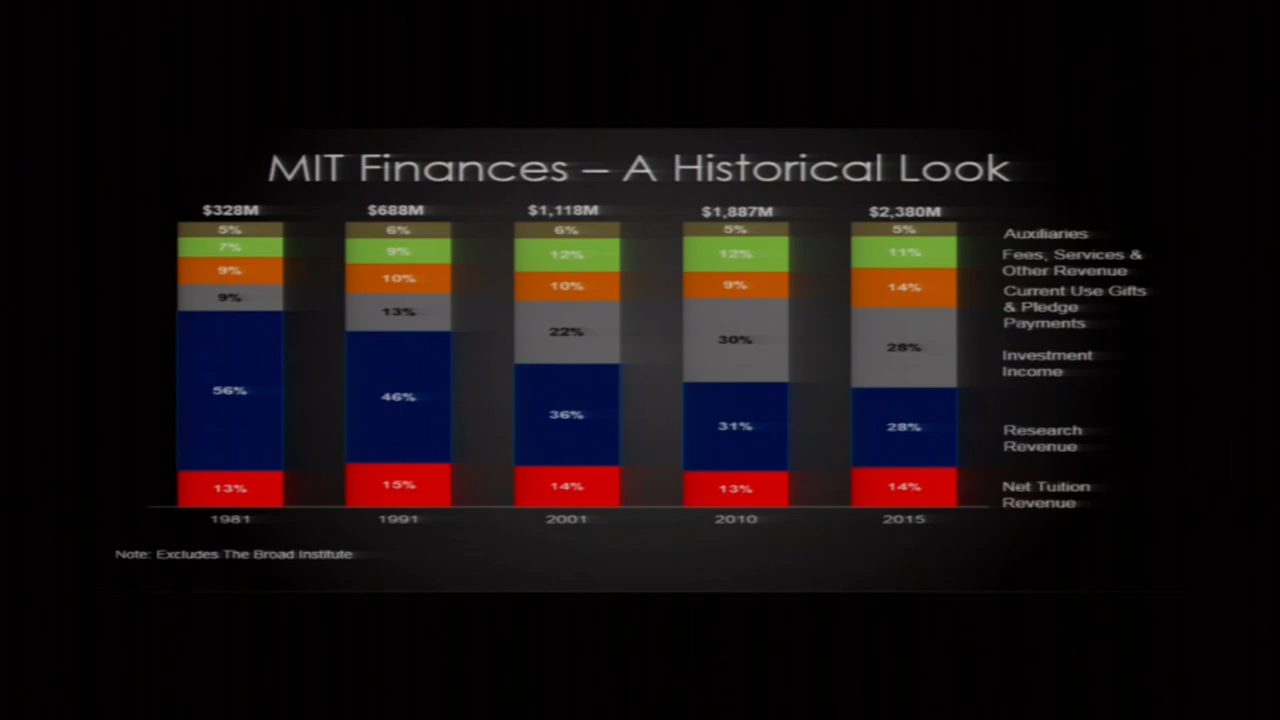 MIT Finances – A Historical Look
$328M $688M $1,118M $1,887M $2,380M
5% 6% 6% 5% 5% Auxiliaries
7% 9% 12% 12% 11% Fees, Services &
Other Revenue
9% 10% 10% 9% 14% Current Use Gifts
& Pledge
Payments
9% 13% 22% 30% 28% Investment
Income
56% 46% 36% 31% 28% Research
Revenue
13% 15% 14% 13% 14% Net Tuition
Revenue
1981 1991 2001 2010 2015
Note: Excludes The Broad Institute